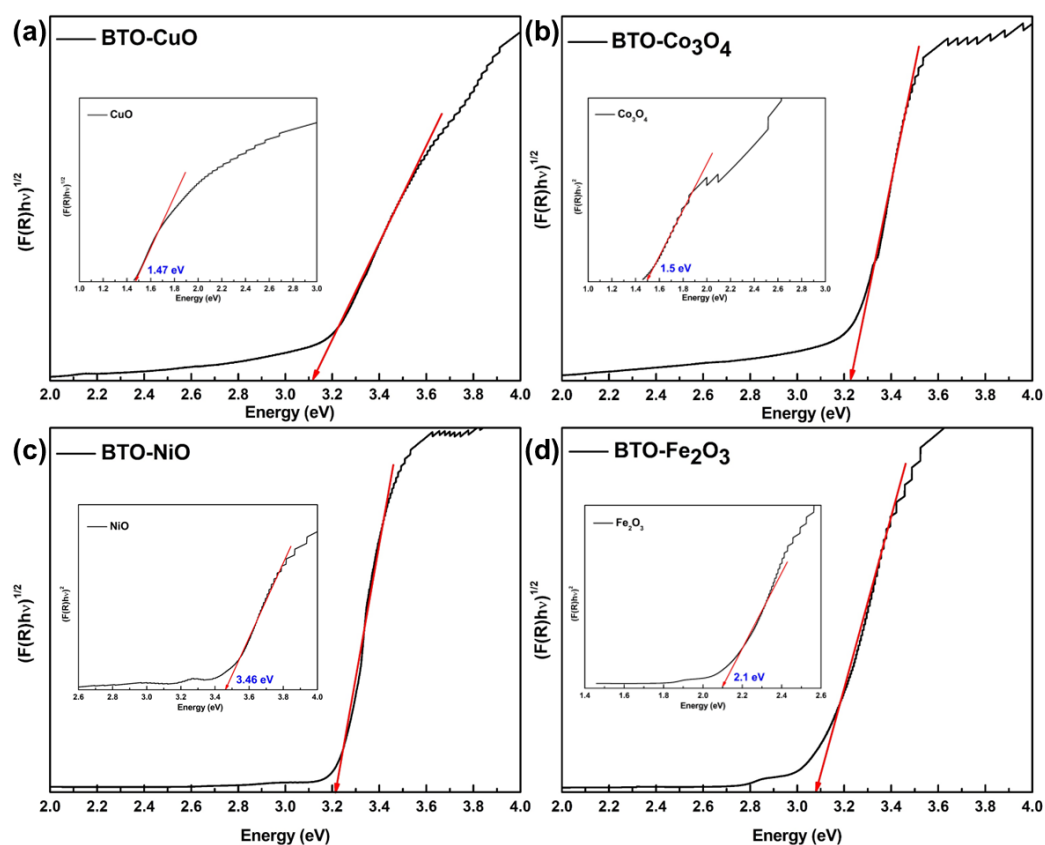 (a)
BTO-CuO
(F(R)hν)1/2
CuO
(F(R)hν)1/2
1.47 eV
1.0 1.2 1.4 1.6 1.8 2.0 2.2 2.4 2.6 2.8 3.0
Energy (eV)
2.0 2.2 2.4 2.6 2.8 3.0 3.2 3.4 3.6 3.8 4.0
Energy (eV)
(b)
BTO-Co3O4
(F(R)hν)1/2
Co3O4
(F(R)hν)2
1.5 eV
1.0 1.2 1.4 1.6 1.8 2.0 2.2 2.4 2.6 2.8 3.0
Energy (eV)
2.0 2.2 2.4 2.6 2.8 3.0 3.2 3.4 3.6 3.8 4.0
Energy (eV)
(c)
BTO-NiO
(F(R)hν)1/2
NiO
(F(R)hν)2
3.46 eV
2.6 2.8 3.0 3.2 3.4 3.6 3.8 4.0
Energy (eV)
2.0 2.2 2.4 2.6 2.8 3.0 3.2 3.4 3.6 3.8 4.0
Energy (eV)
(d)
BTO-Fe2O3
(F(R)hν)1/2
Fe2O3
(F(R)hν)2
2.1 eV
1.4 1.6 1.8 2.0 2.2 2.4 2.6
Energy (eV)
2.0 2.2 2.4 2.6 2.8 3.0 3.2 3.4 3.6 3.8 4.0
Energy (eV)